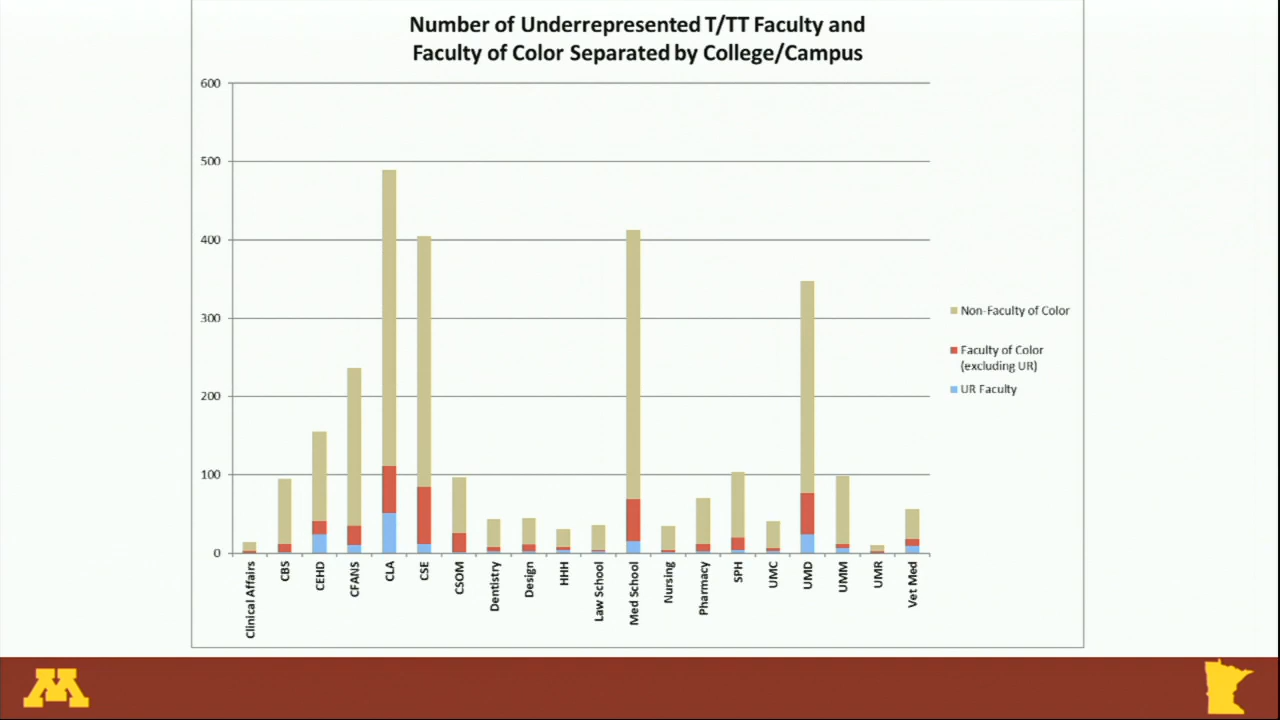 Number of Underrepresented T/TT Faculty and
Faculty of Color Separated by College/Campus
600
500
400
300
200
100
0
Clinical Affairs
CBS
CEHD
CFANS
CLA
CSE
CSOM
Dentistry
Design
HHH
Law School
Med School
Nursing
Pharmacy
SPH
UMC
UMD
UMM
UMR
Vet Med
Non-Faculty of Color
Faculty of Color
(excluding UR)
UR Faculty
M